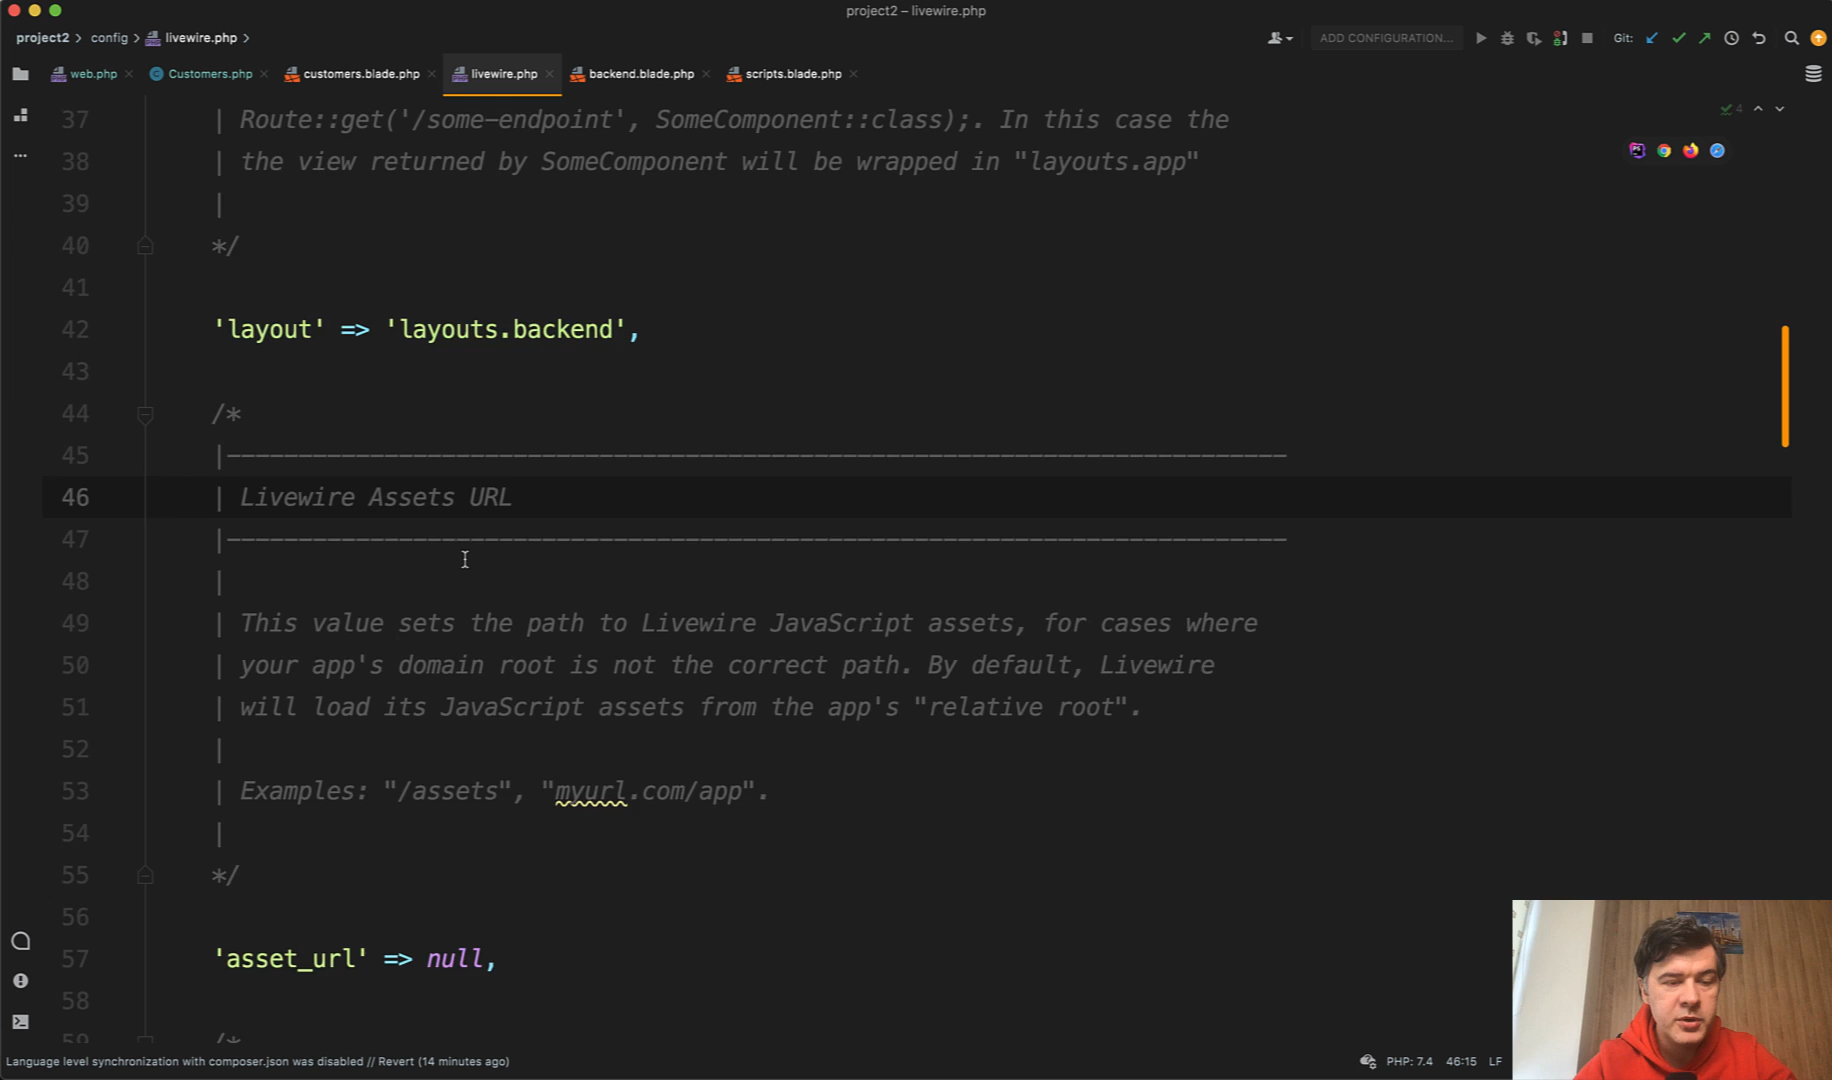 project2 – livewire.php
project2 > config > livewire.php >
ADD CONFIGURATION...
Git:
web.php
Customers.php
customers.blade.php
livewire.php
backend.blade.php
scripts.blade.php
4
37 | Route::get('/some-endpoint', SomeComponent::class);. In this case the
38 | the view returned by SomeComponent will be wrapped in "layouts.app"
39 |
40 */
41
42 'layout' => 'layouts.backend',
43
44 /*
45 |--------------------------------------------------------------------------
46 | Livewire Assets URL
47 |--------------------------------------------------------------------------
48 |
49 | This value sets the path to Livewire JavaScript assets, for cases where
50 | your app's domain root is not the correct path. By default, Livewire
51 | will load its JavaScript assets from the app's "relative root".
52 |
53 | Examples: "/assets", "myurl.com/app".
54 |
55 */
56
57 'asset_url' => null,
58
59 /*
Language level synchronization with composer.json was disabled // Revert (14 minutes ago)
PHP: 7.4
46:15
LF